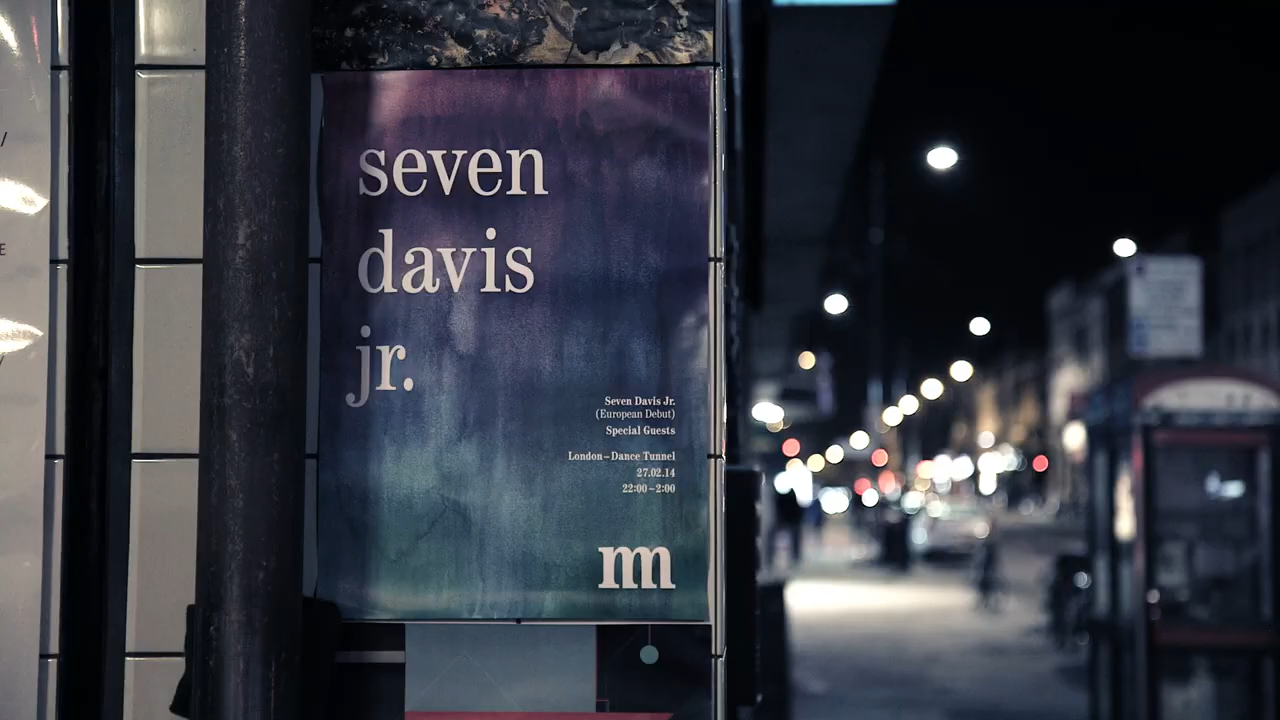 seven
davis
jr.
Seven Davis Jr.
(European Debut)
Special Guests
London–Dance Tunnel
27.02.14
22:00–2:00
m